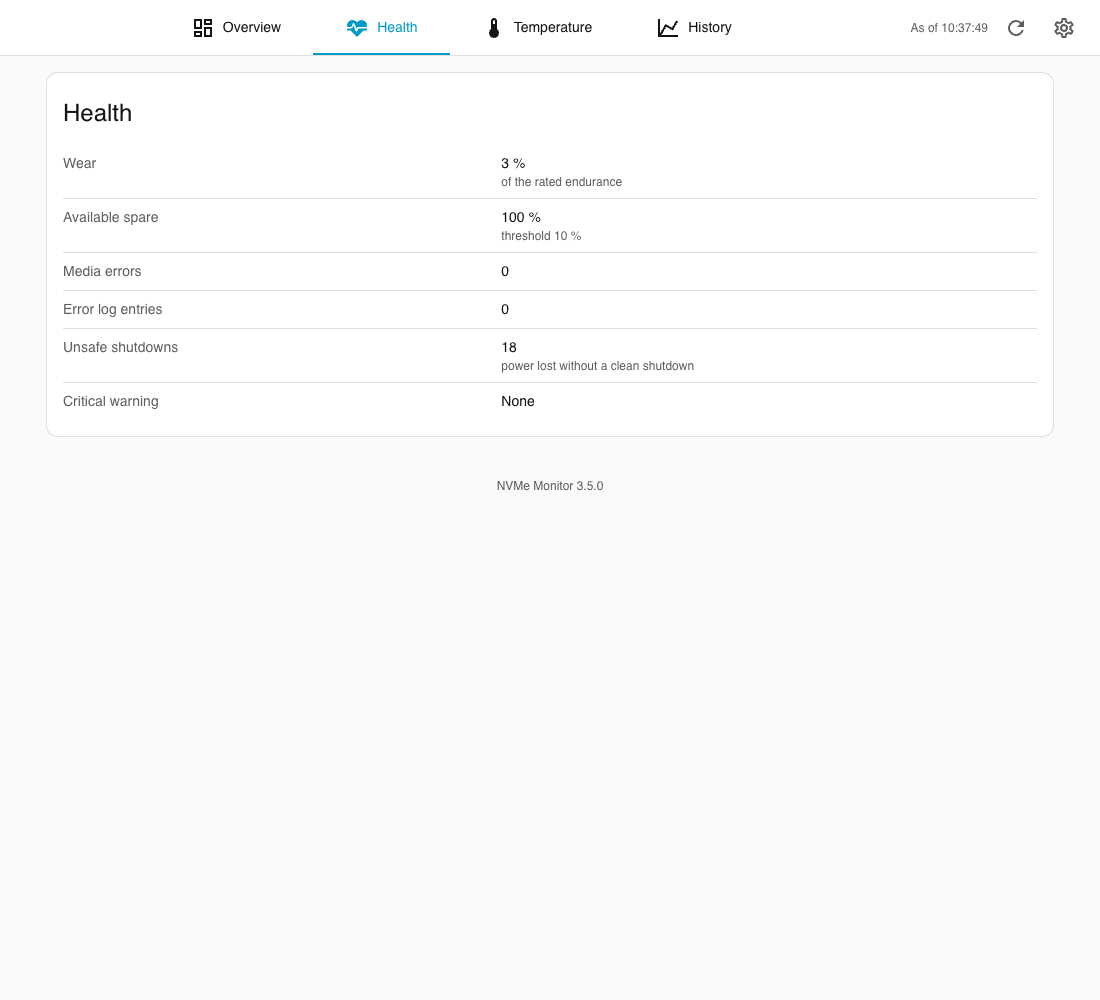 Overview
Health
Temperature
History
As of 10:37:49
Health
Wear
3 %
of the rated endurance
Available spare
100 %
threshold 10 %
Media errors
0
Error log entries
0
Unsafe shutdowns
18
power lost without a clean shutdown
Critical warning
None
NVMe Monitor 3.5.0